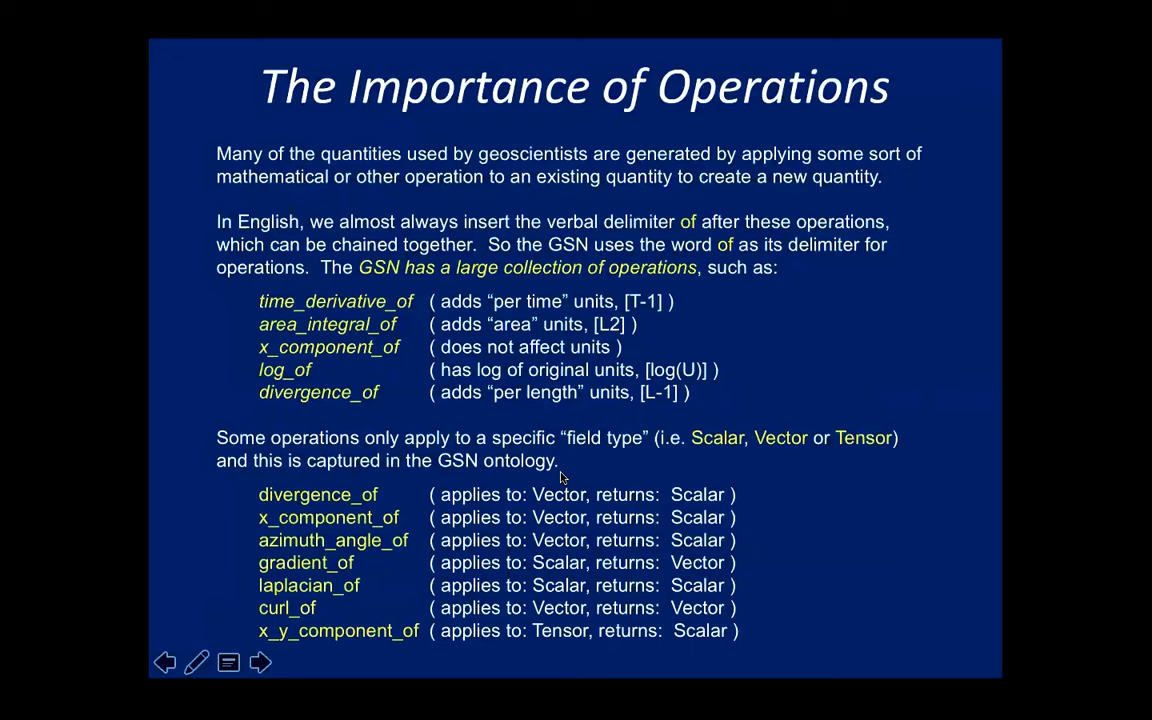 The Importance of Operations
Many of the quantities used by geoscientists are generated by applying some sort of
mathematical or other operation to an existing quantity to create a new quantity.
In English, we almost always insert the verbal delimiter of after these operations,
which can be chained together.  So the GSN uses the word of as its delimiter for
operations.  The GSN has a large collection of operations, such as:
time_derivative_of ( adds “per time” units, [T-1] )
area_integral_of ( adds “area” units, [L2] )
x_component_of ( does not affect units )
log_of ( has log of original units, [log(U)] )
divergence_of ( adds “per length” units, [L-1] )
Some operations only apply to a specific “field type” (i.e. Scalar, Vector or Tensor)
and this is captured in the GSN ontology.
divergence_of ( applies to: Vector, returns:  Scalar )
x_component_of ( applies to: Vector, returns:  Scalar )
azimuth_angle_of ( applies to: Vector, returns:  Scalar )
gradient_of ( applies to: Scalar, returns:  Vector )
laplacian_of ( applies to: Scalar, returns:  Scalar )
curl_of ( applies to: Vector, returns:  Vector )
x_y_component_of ( applies to: Tensor, returns:  Scalar )